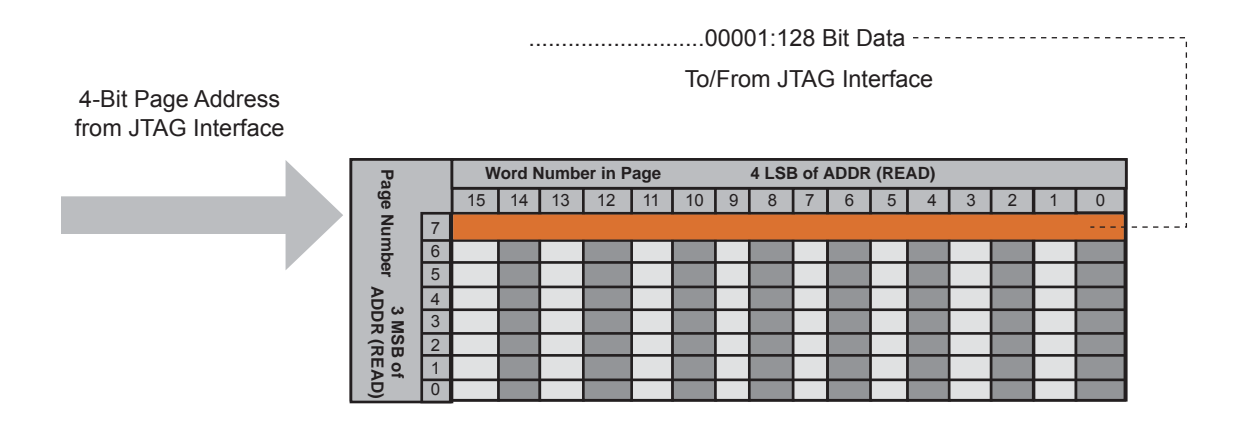 ...........................00001:128 Bit Data
To/From JTAG Interface
4-Bit Page Address
from JTAG Interface
Page Number
3 MSB of
ADDR (READ)
Word Number in Page 4 LSB of ADDR (READ)
15 14 13 12 11 10 9 8 7 6 5 4 3 2 1 0
7
6
5
4
3
2
1
0